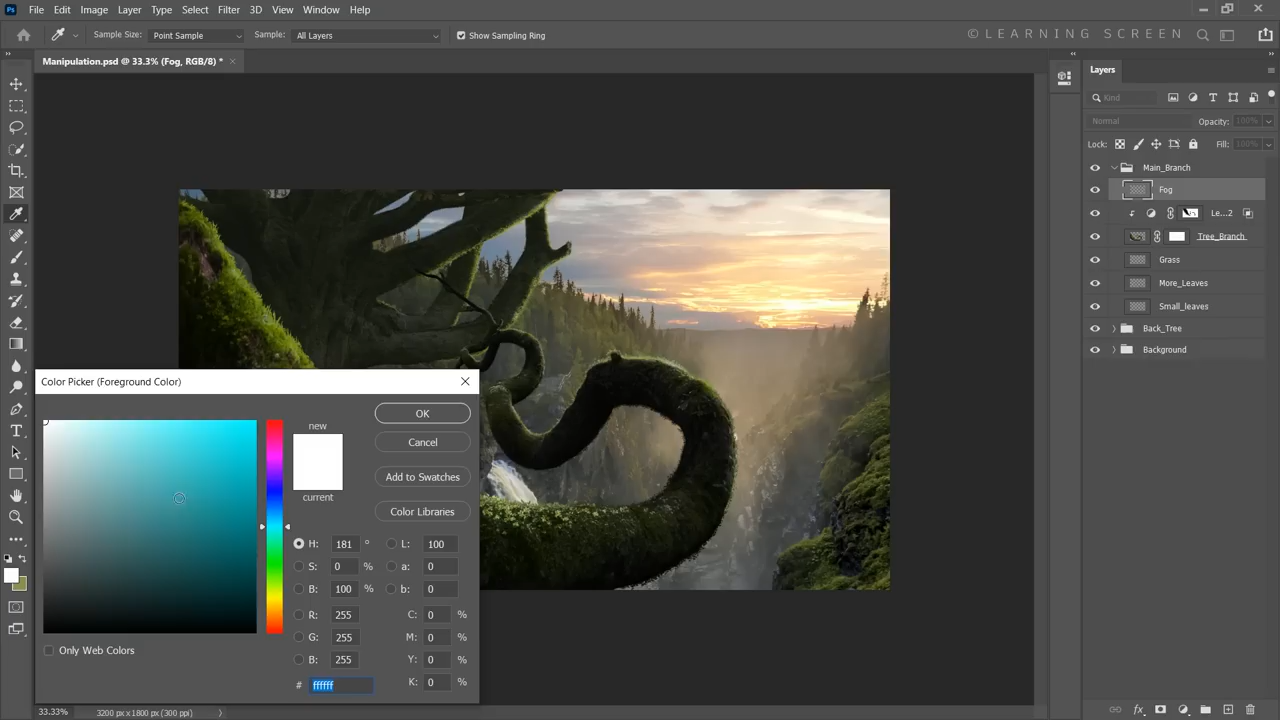 Ps File Edit Image Layer Type Select Filter 3D View Window Help
Sample Size: Point Sample Sample: All Layers Show Sampling Ring © LEARNING SCREEN
Manipulation.psd @ 33.3% (Fog, RGB/8) *
Layers
Kind
Normal Opacity: 100%
Lock: Fill: 100%
Main_Branch
Fog
Le...2
Tree_Branch
Grass
More_Leaves
Small_leaves
Back_Tree
Background
Color Picker (Foreground Color)
OK
new
Cancel
Add to Swatches
current
Color Libraries
H: 181 ° L: 100
S: 0 % a: 0
B: 100 % b: 0
R: 255 C: 0 %
G: 255 M: 0 %
B: 255 Y: 0 %
# ffffff K: 0 %
Only Web Colors
33.33% 3200 px x 1800 px (300 ppi)
fx